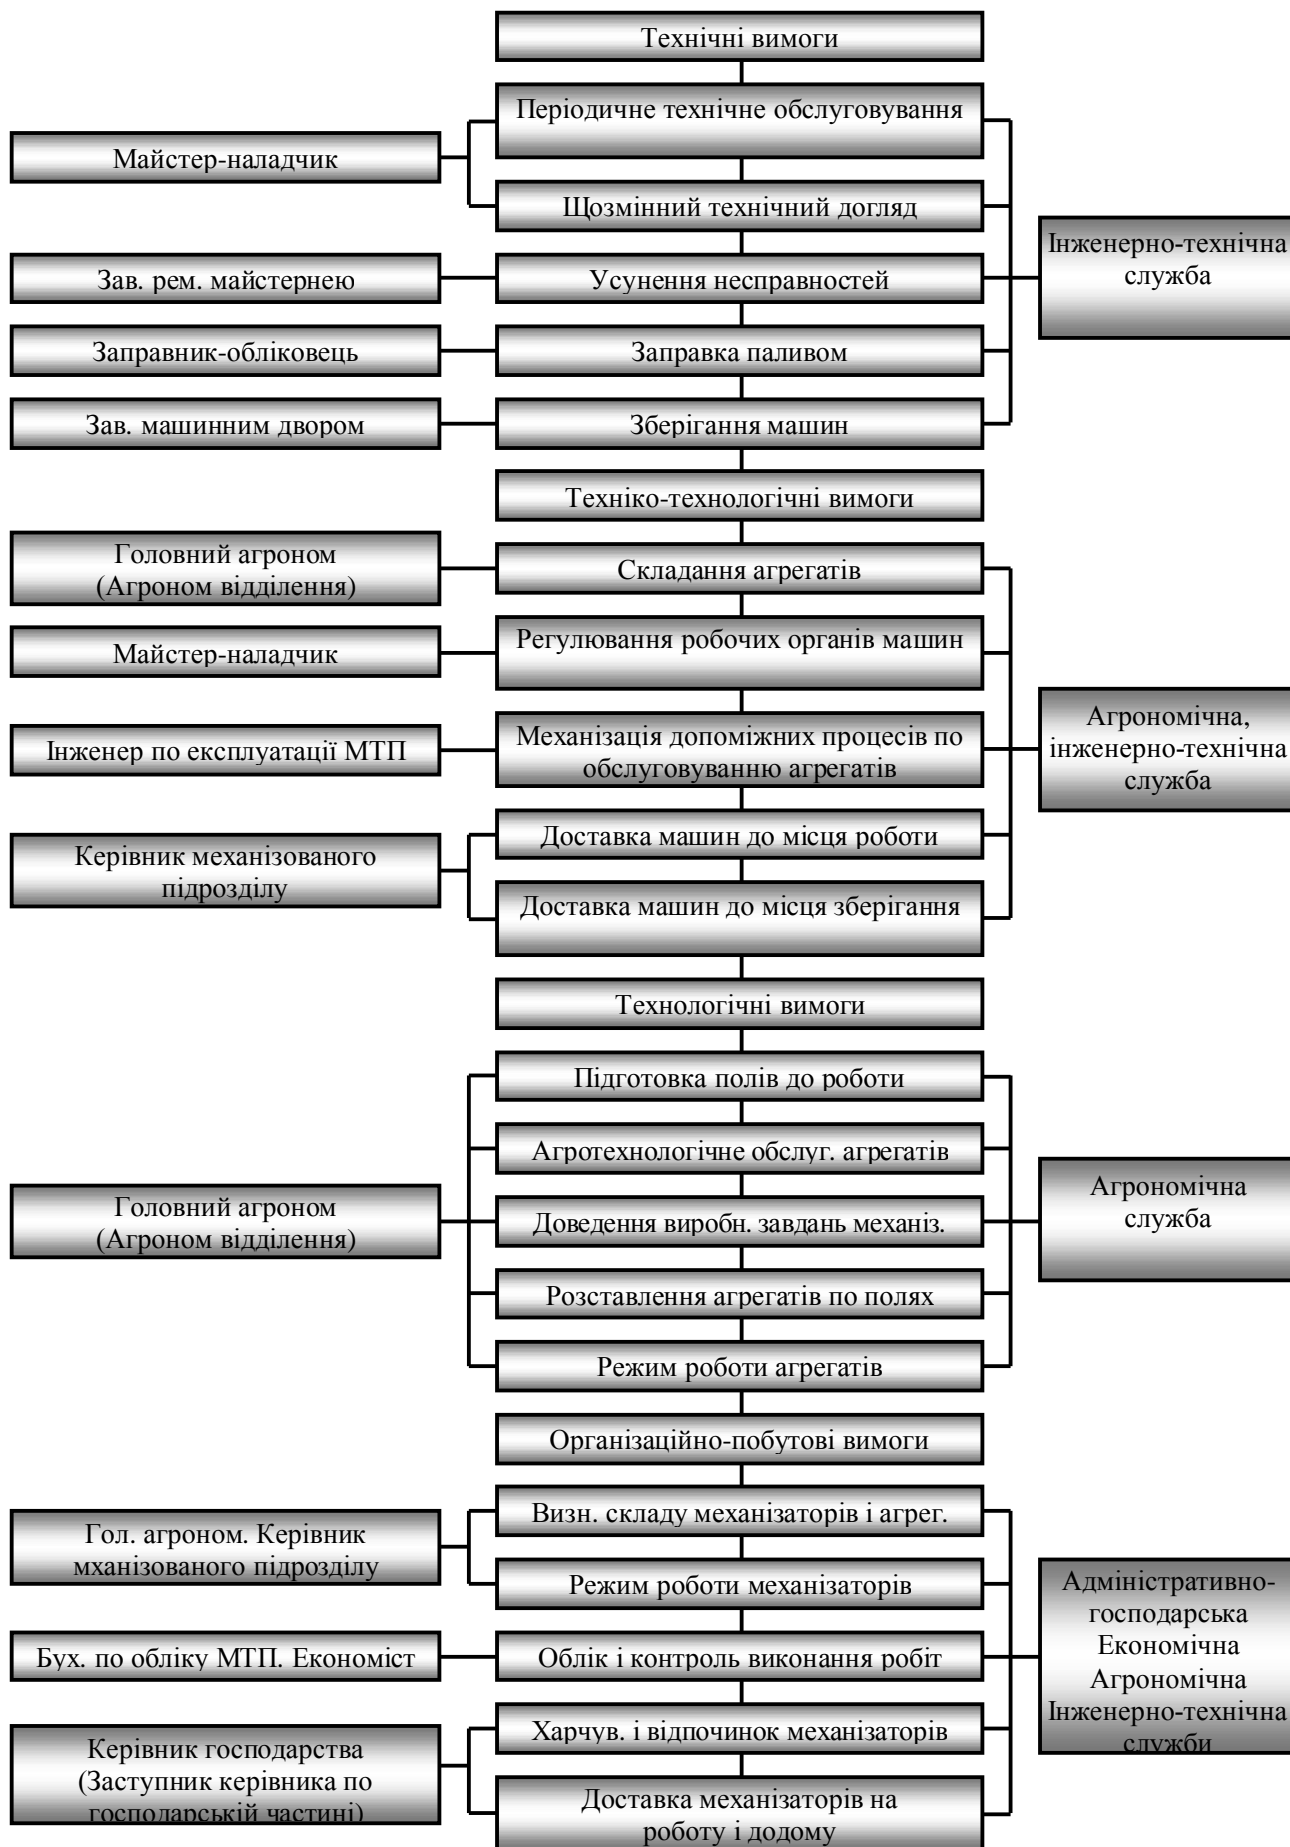 Технічні вимоги
Періодичне технічне обслуговування
Майстер-наладчик
Щозмінний технічний догляд
Інженерно-технічна
служба
Зав. рем. майстернею
Усунення несправностей
Заправник-обліковець
Заправка паливом
Зав. машинним двором
Зберігання машин
Техніко-технологічні вимоги
Головний агроном
(Агроном відділення)
Складання агрегатів
Майстер-наладчик
Регулювання робочих органів машин
Інженер по експлуатації МТП
Механізація допоміжних процесів по
обслуговуванню агрегатів
Агрономічна,
інженерно-технічна
служба
Керівник механізованого
підрозділу
Доставка машин до місця роботи
Доставка машин до місця зберігання
Технологічні вимоги
Підготовка полів до роботи
Агротехнологічне обслуг. агрегатів
Головний агроном
(Агроном відділення)
Доведення виробн. завдань механіз.
Агрономічна
служба
Розставлення агрегатів по полях
Режим роботи агрегатів
Організаційно-побутові вимоги
Визн. складу механізаторів і агрег.
Гол. агроном. Керівник
мханізованого підрозділу
Режим роботи механізаторів
Бух. по обліку МТП. Економіст
Облік і контроль виконання робіт
Адміністративно-
господарська
Економічна
Агрономічна
Інженерно-технічна
служби
Харчув. і відпочинок механізаторів
Керівник господарства
(Заступник керівника по
господарській частині)
Доставка механізаторів на
роботу і додому